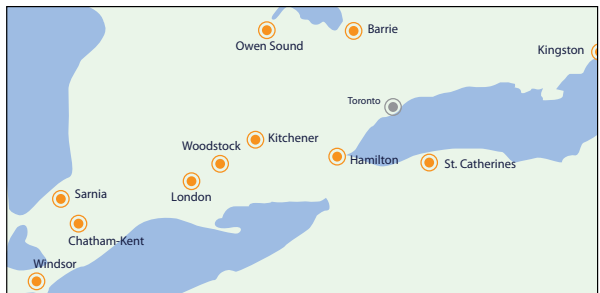 Barrie
Owen Sound
Kingston
Toronto
Kitchener
Woodstock
Hamilton
St. Catherines
London
Sarnia
Chatham-Kent
Windsor